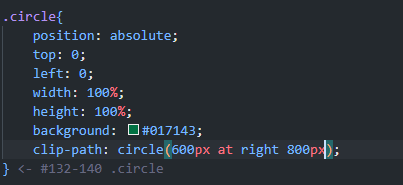 .circle{
    position: absolute;
    top: 0;
    left: 0;
    width: 100%;
    height: 100%;
    background: #017143;
    clip-path: circle(600px at right 800px);
} <- #132-140 .circle